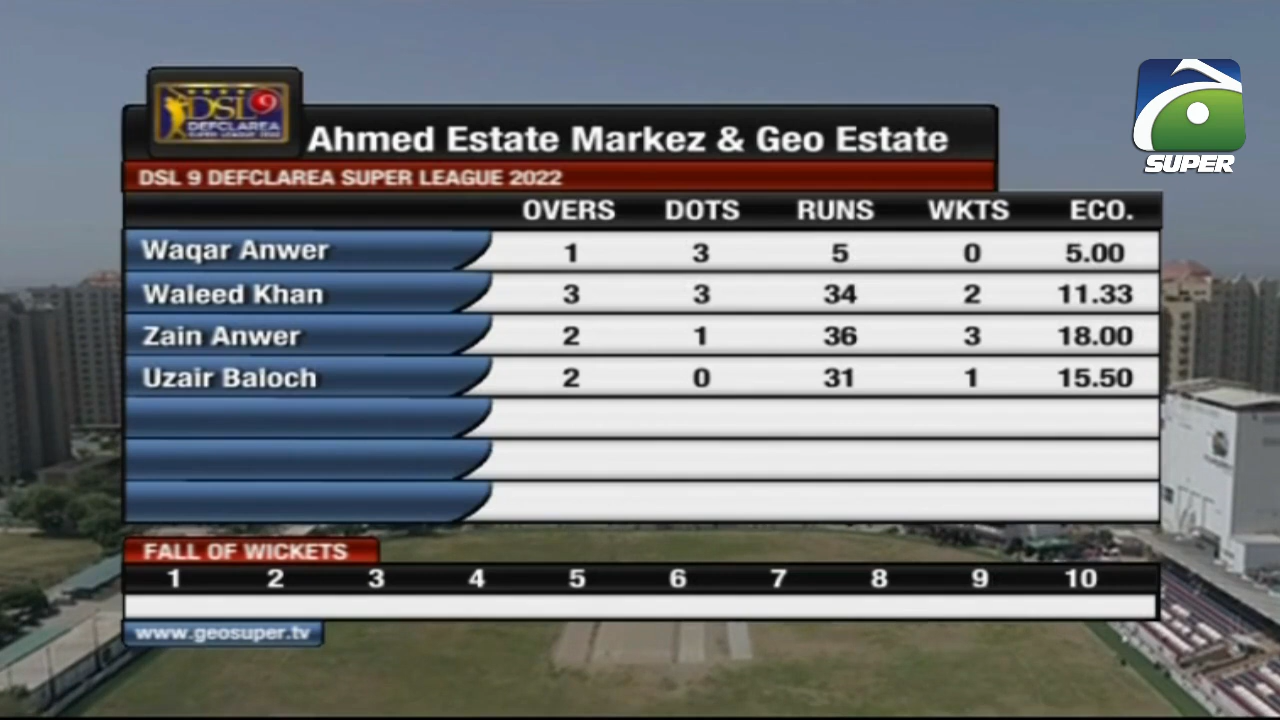 DSL 9
DEFCLAREA
SUPER LEAGUE 2022
Ahmed Estate Markez & Geo Estate
SUPER
DSL 9 DEFCLAREA SUPER LEAGUE 2022
OVERS DOTS RUNS WKTS ECO.
Waqar Anwer 1 3 5 0 5.00
Waleed Khan 3 3 34 2 11.33
Zain Anwer 2 1 36 3 18.00
Uzair Baloch 2 0 31 1 15.50
FALL OF WICKETS
1 2 3 4 5 6 7 8 9 10
www.geosuper.tv